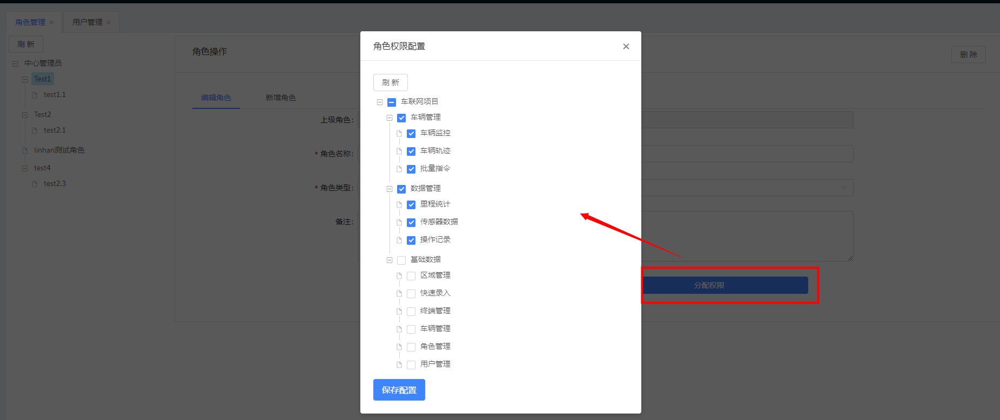 角色管理 用户管理
刷 新
中心管理员
Test1
test1.1
Test2
test2.1
linhan测试角色
test4
test2.3
角色操作
删 除
编辑角色 新增角色
上级角色:
* 角色名称:
* 角色类型:
备注:
分配权限
角色权限配置
刷 新
车联网项目
车辆管理
车辆监控
车辆轨迹
批量指令
数据管理
里程统计
传感器数据
操作记录
基础数据
区域管理
快速录入
终端管理
车辆管理
角色管理
用户管理
保存配置